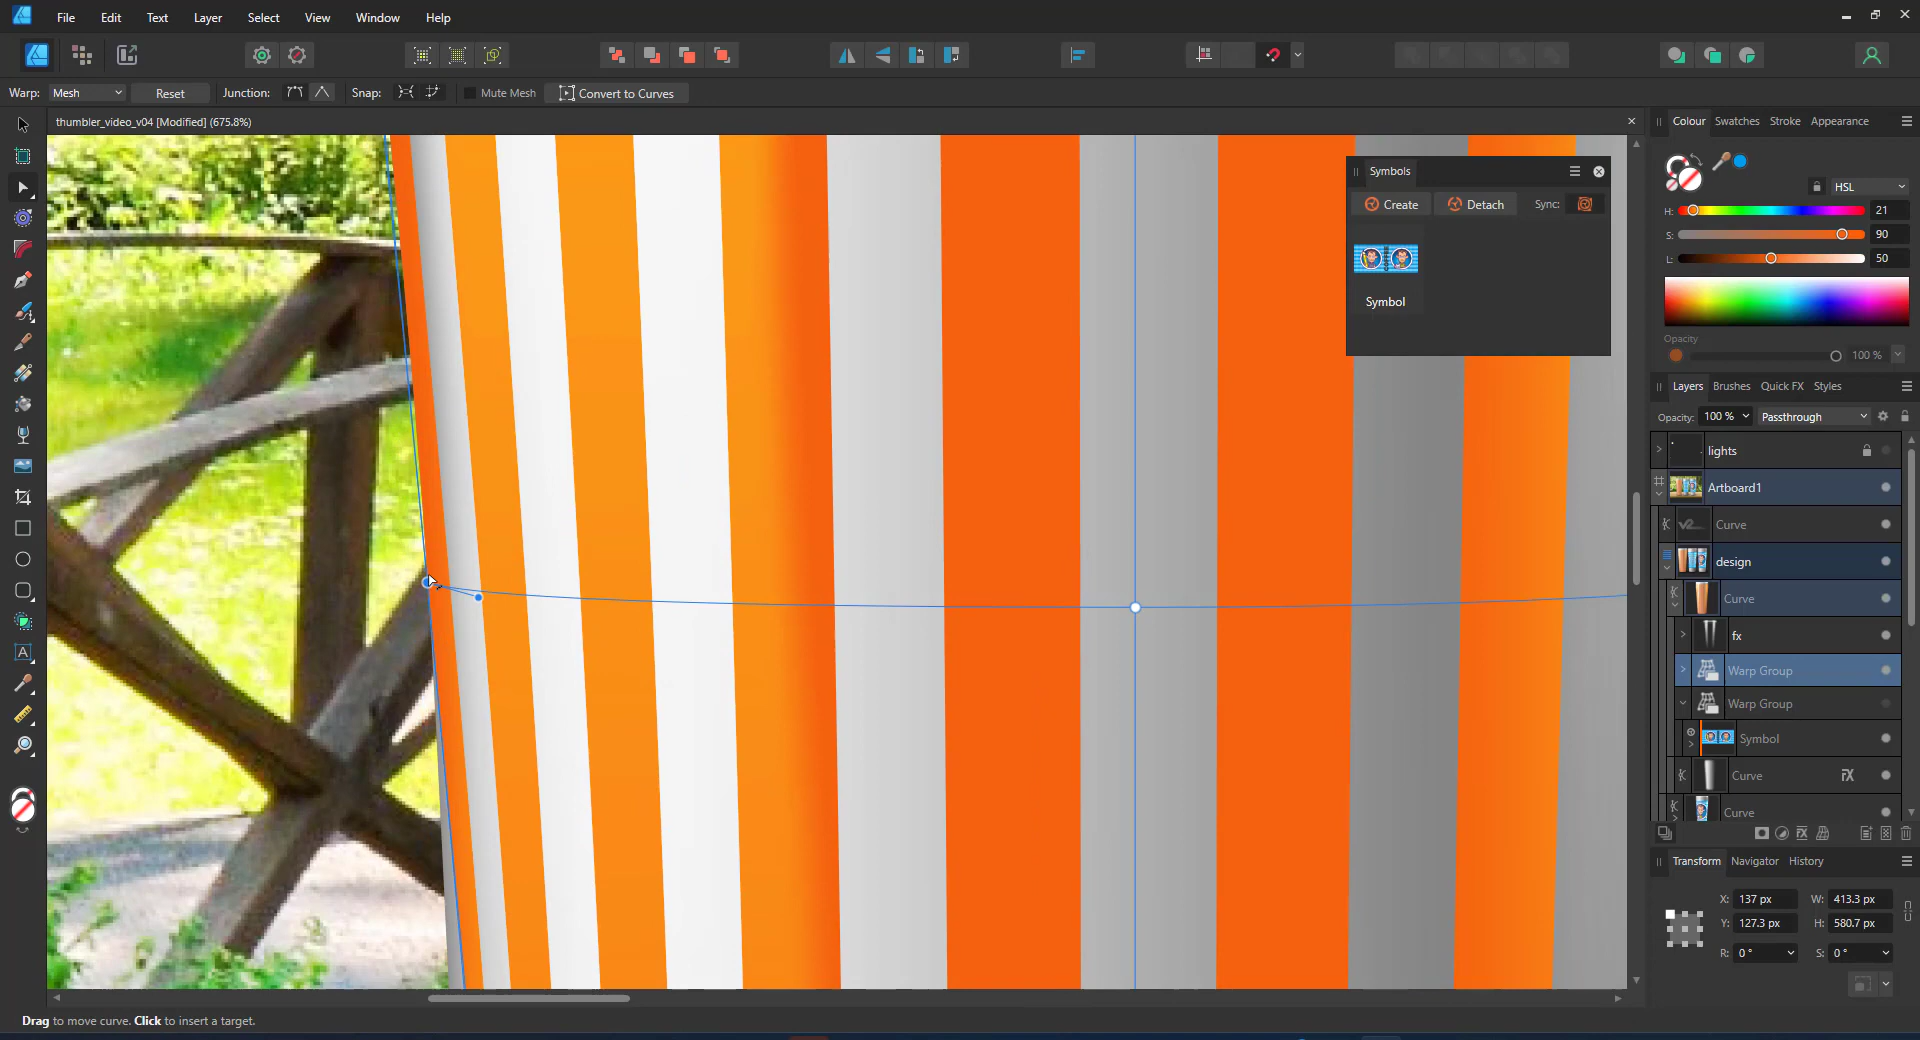 File Edit Text Layer Select View Window Help
Warp: Mesh Reset Junction: Snap: Mute Mesh Convert to Curves
thumbler_video_v04 [Modified] (675.8%)
Colour Swatches Stroke Appearance
Symbols
HSL
Create Detach Sync:
H: 21
S: 90
L: 50
Symbol
Opacity
100 %
Layers Brushes Quick FX Styles
Opacity: 100 % Passthrough
lights
Artboard1
Curve
design
Curve
fx
Warp Group
Warp Group
Symbol
Curve
Curve
Transform Navigator History
X: 137 px W: 413.3 px
Y: 127.3 px H: 580.7 px
R: 0 ° S: 0 °
Drag to move curve. Click to insert a target.